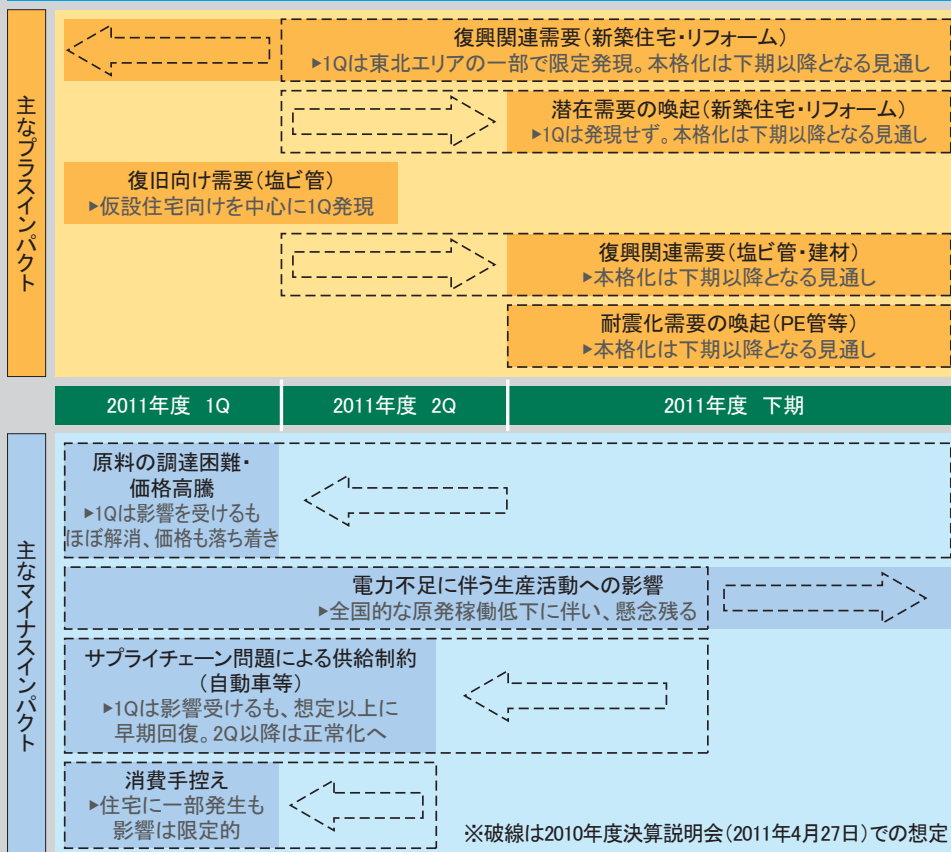 主なプラスインパクト
復興関連需要(新築住宅・リフォーム)
▶1Qは東北エリアの一部で限定発現。本格化は下期以降となる見通し
潜在需要の喚起(新築住宅・リフォーム)
▶1Qは発現せず。本格化は下期以降となる見通し
復旧向け需要(塩ビ管)
▶仮設住宅向けを中心に1Q発現
復興関連需要(塩ビ管・建材)
▶本格化は下期以降となる見通し
耐震化需要の喚起(PE管等)
▶本格化は下期以降となる見通し
2011年度 1Q
2011年度 2Q
2011年度 下期
主なマイナスインパクト
原料の調達困難・
価格高騰
▶1Qは影響を受けるも
ほぼ解消、価格も落ち着き
電力不足に伴う生産活動への影響
▶全国的な原発稼働低下に伴い、懸念残る
サプライチェーン問題による供給制約
(自動車等)
▶1Qは影響受けるも、想定以上に
早期回復。2Q以降は正常化へ
消費手控え
▶住宅に一部発生も
影響は限定的
※破線は2010年度決算説明会(2011年4月27日)での想定